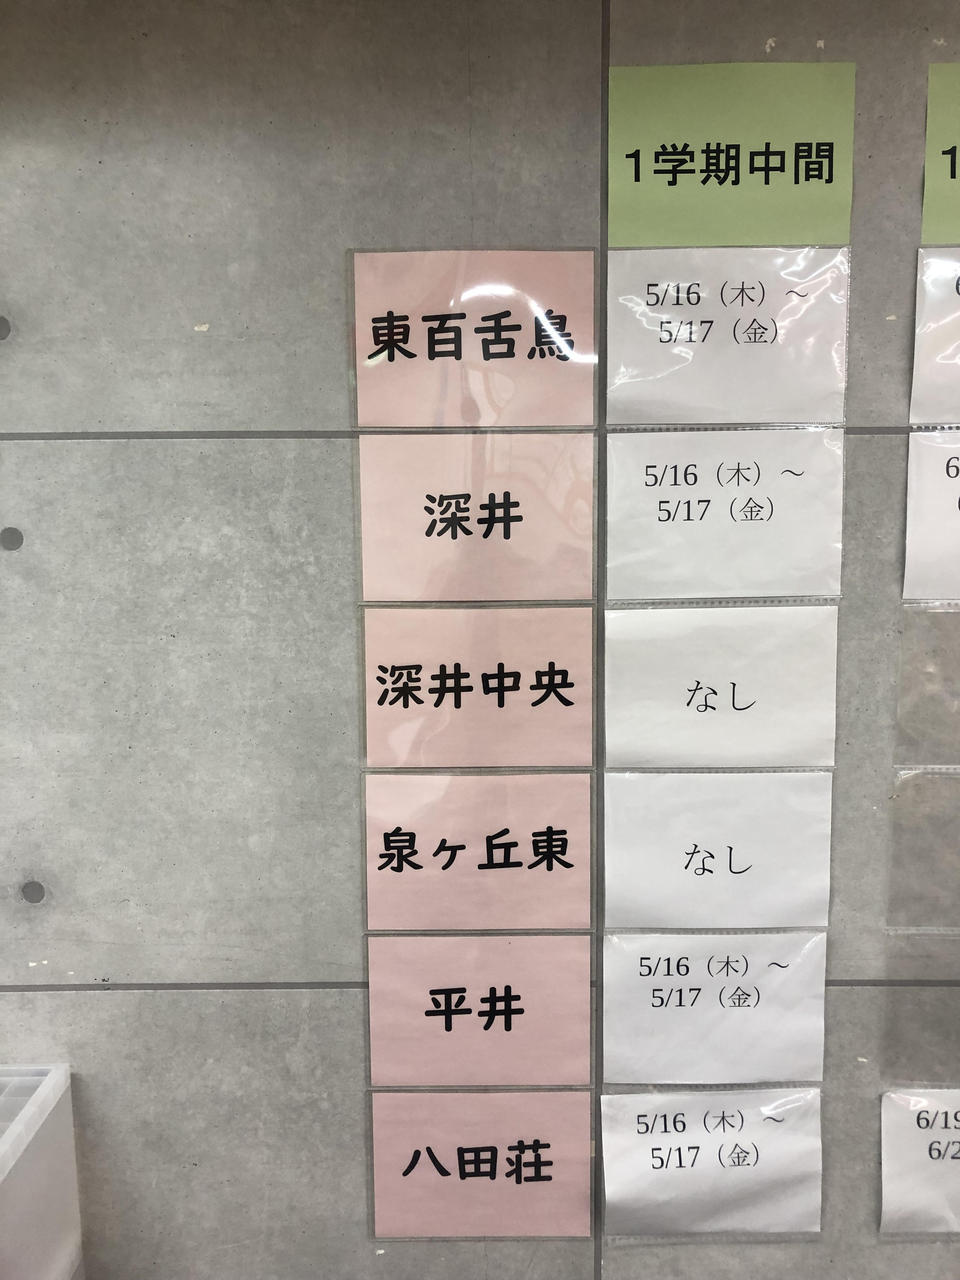 1学期中間
東百舌鳥
5/16（木）～
5/17（金）
深井
5/16（木）～
5/17（金）
深井中央
なし
泉ヶ丘東
なし
平井
5/16（木）～
5/17（金）
八田荘
5/16（木）～
5/17（金）